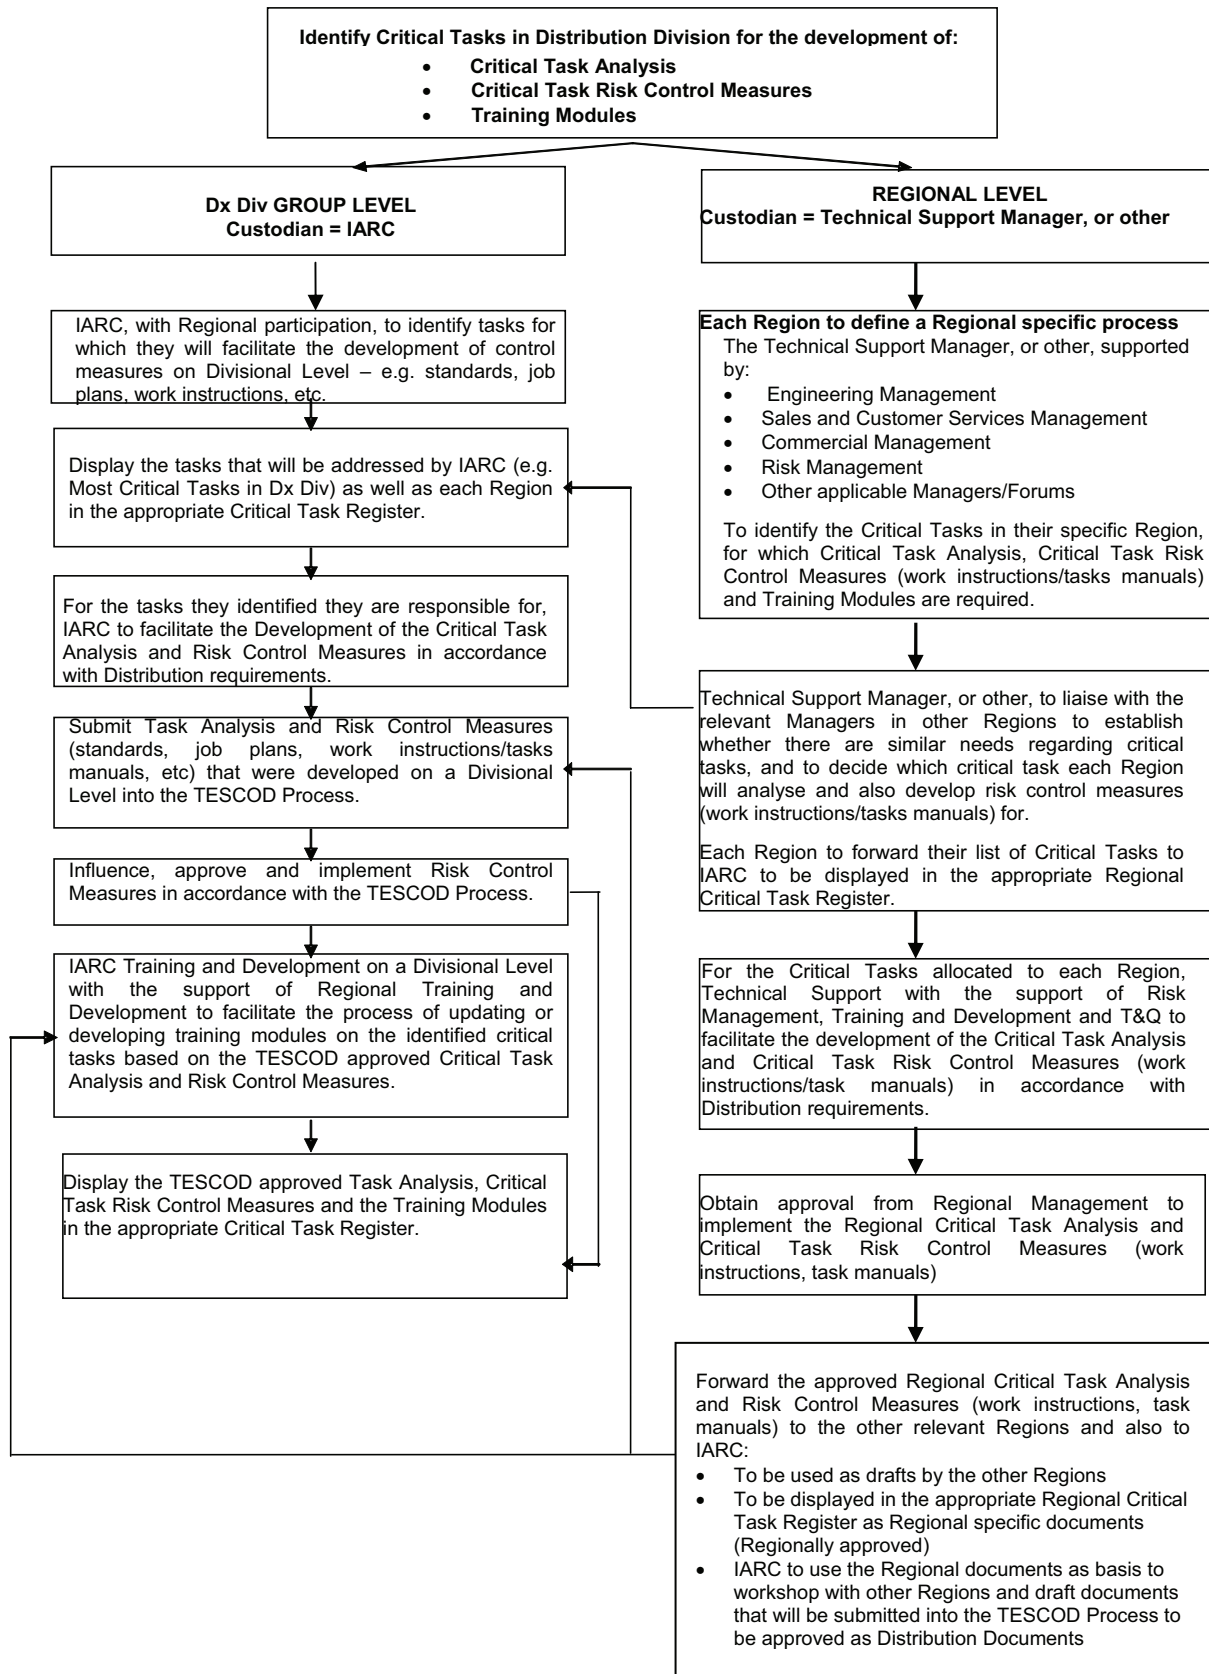 Identify Critical Tasks in Distribution Division for the development of:
• Critical Task Analysis
• Critical Task Risk Control Measures
• Training Modules
Dx Div GROUP LEVEL
Custodian = IARC
IARC, with Regional participation, to identify tasks for
which they will facilitate the development of control
measures on Divisional Level – e.g. standards, job
plans, work instructions, etc.
Display the tasks that will be addressed by IARC (e.g.
Most Critical Tasks in Dx Div) as well as each Region
in the appropriate Critical Task Register.
For the tasks they identified they are responsible for,
IARC to facilitate the Development of the Critical Task
Analysis and Risk Control Measures in accordance
with Distribution requirements.
Submit Task Analysis and Risk Control Measures
(standards, job plans, work instructions/tasks
manuals, etc) that were developed on a Divisional
Level into the TESCOD Process.
Influence, approve and implement Risk Control
Measures in accordance with the TESCOD Process.
IARC Training and Development on a Divisional Level
with the support of Regional Training and
Development to facilitate the process of updating or
developing training modules on the identified critical
tasks based on the TESCOD approved Critical Task
Analysis and Risk Control Measures.
Display the TESCOD approved Task Analysis, Critical
Task Risk Control Measures and the Training Modules
in the appropriate Critical Task Register.
REGIONAL LEVEL
Custodian = Technical Support Manager, or other
Each Region to define a Regional specific process
The Technical Support Manager, or other, supported
by:
• Engineering Management
• Sales and Customer Services Management
• Commercial Management
• Risk Management
• Other applicable Managers/Forums
To identify the Critical Tasks in their specific Region,
for which Critical Task Analysis, Critical Task Risk
Control Measures (work instructions/tasks manuals)
and Training Modules are required.
Technical Support Manager, or other, to liaise with the
relevant Managers in other Regions to establish
whether there are similar needs regarding critical
tasks, and to decide which critical task each Region
will analyse and also develop risk control measures
(work instructions/tasks manuals) for.
Each Region to forward their list of Critical Tasks to
IARC to be displayed in the appropriate Regional
Critical Task Register.
For the Critical Tasks allocated to each Region,
Technical Support with the support of Risk
Management, Training and Development and T&Q to
facilitate the development of the Critical Task Analysis
and Critical Task Risk Control Measures (work
instructions/task manuals) in accordance with
Distribution requirements.
Obtain approval from Regional Management to
implement the Regional Critical Task Analysis and
Critical Task Risk Control Measures (work
instructions, task manuals)
Forward the approved Regional Critical Task Analysis
and Risk Control Measures (work instructions, task
manuals) to the other relevant Regions and also to
IARC:
• To be used as drafts by the other Regions
• To be displayed in the appropriate Regional Critical
Task Register as Regional specific documents
(Regionally approved)
• IARC to use the Regional documents as basis to
workshop with other Regions and draft documents
that will be submitted into the TESCOD Process to
be approved as Distribution Documents